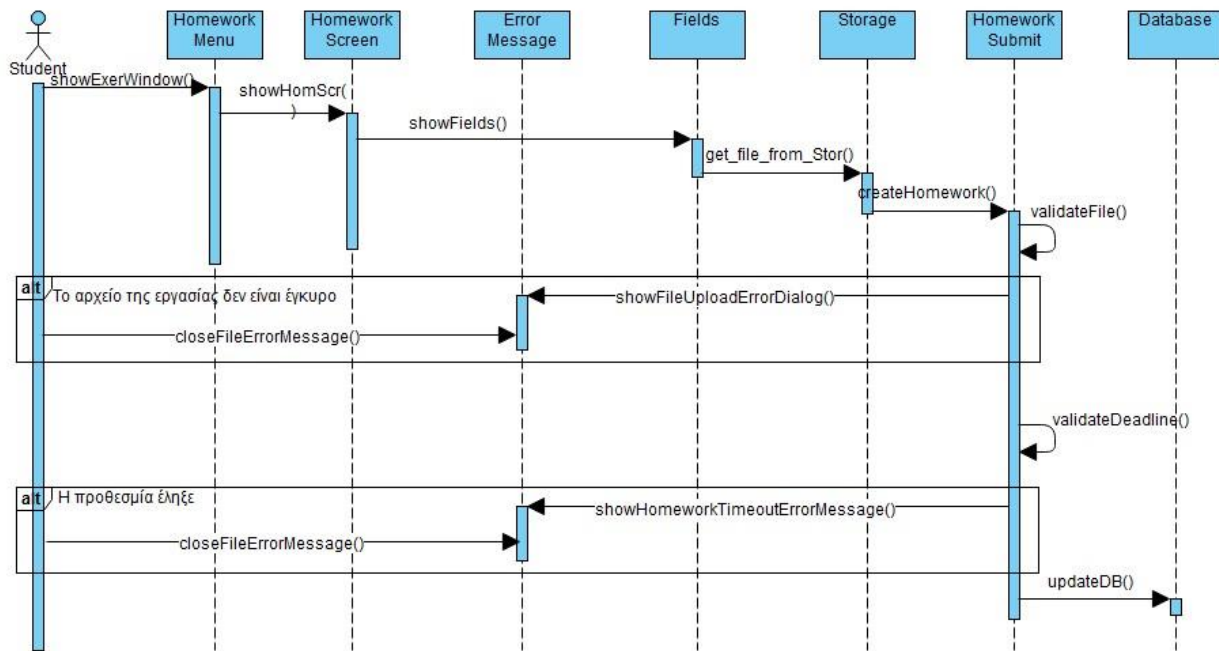 Student
Homework
Menu
Homework
Screen
Error
Message
Fields
Storage
Homework
Submit
Database
showExerWindow()
showHomScr(
)
showFields()
get_file_from_Stor()
createHomework()
validateFile()
alt
Το αρχείο της εργασίας δεν είναι έγκυρο
showFileUploadErrorDialog()
closeFileErrorMessage()
validateDeadline()
alt
Η προθεσμία έληξε
showHomeworkTimeoutErrorMessage()
closeFileErrorMessage()
updateDB()